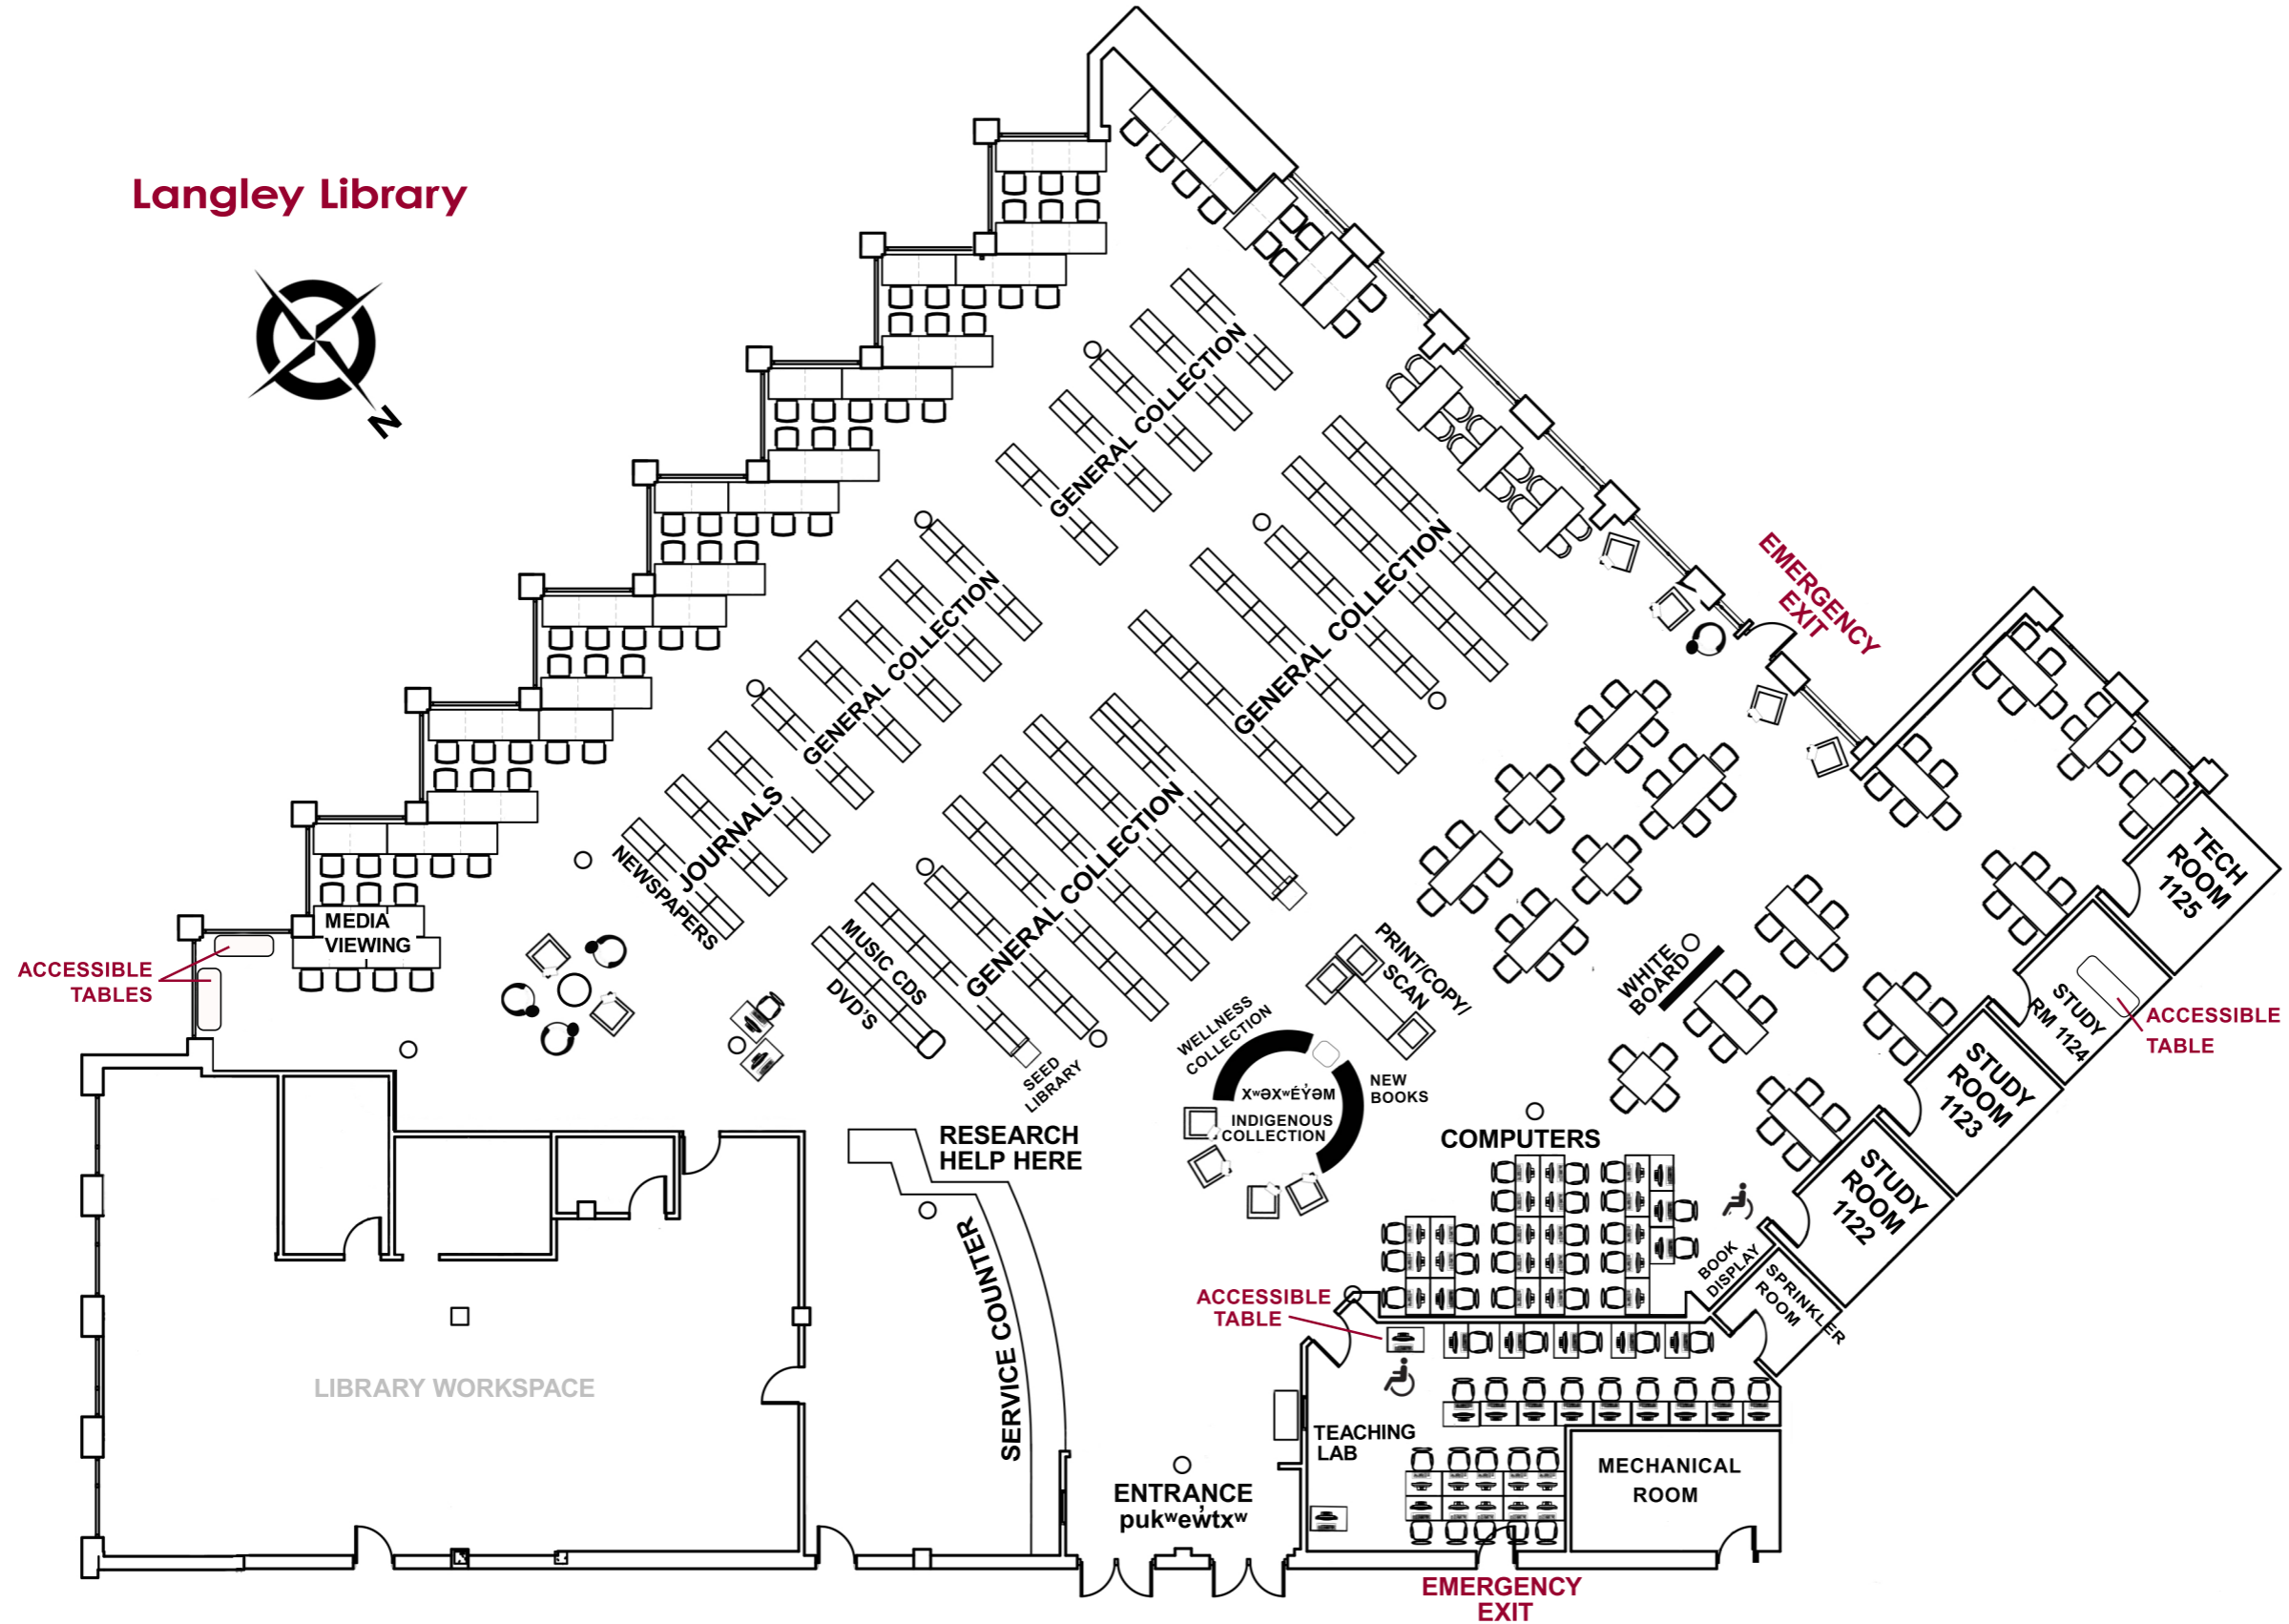 Langley Library
N
EMERGENCY
EXIT
GENERAL COLLECTION
GENERAL COLLECTION
GENERAL COLLECTION
GENERAL COLLECTION
JOURNALS
NEWSPAPERS
MUSIC CDS
DVD'S
MEDIA
VIEWING
ACCESSIBLE
TABLES
SEED
LIBRARY
WELLNESS
COLLECTION
PRINT/COPY/
SCAN
WHITE
BOARD
TECH
ROOM
1125
STUDY
RM 1124
ACCESSIBLE
TABLE
STUDY
ROOM
1123
STUDY
ROOM
1122
XʷƏXʷÉY̓ƏM
INDIGENOUS
COLLECTION
NEW
BOOKS
RESEARCH
HELP HERE
COMPUTERS
BOOK
DISPLAY
SPRINKLER
ROOM
SERVICE COUNTER
ACCESSIBLE
TABLE
LIBRARY WORKSPACE
TEACHING
LAB
MECHANICAL
ROOM
ENTRANCE
pukʷew̓txʷ
EMERGENCY
EXIT